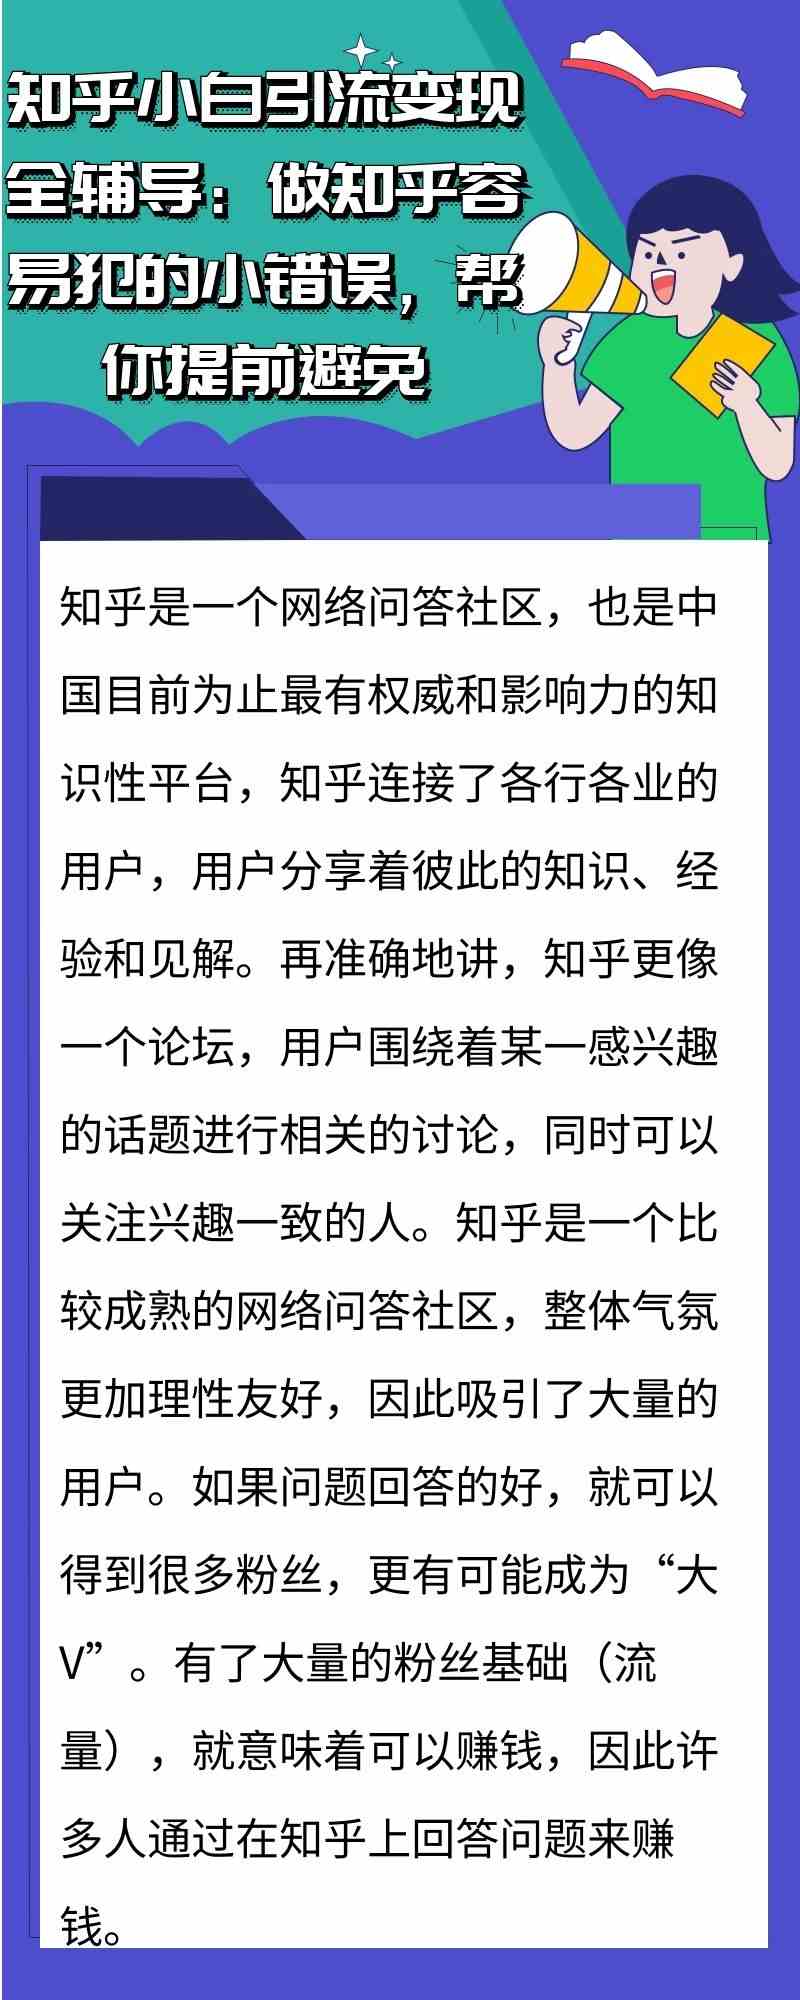 知乎小白引流变现
全辅导：做知乎容
易犯的小错误，帮
你提前避免
知乎是一个网络问答社区，也是中
国目前为止最有权威和影响力的知
识性平台，知乎连接了各行各业的
用户，用户分享着彼此的知识、经
验和见解。再准确地讲，知乎更像
一个论坛，用户围绕着某一感兴趣
的话题进行相关的讨论，同时可以
关注兴趣一致的人。知乎是一个比
较成熟的网络问答社区，整体气氛
更加理性友好，因此吸引了大量的
用户。如果问题回答的好，就可以
得到很多粉丝，更有可能成为“大
V”。有了大量的粉丝基础（流
量），就意味着可以赚钱，因此许
多人通过在知乎上回答问题来赚
钱。